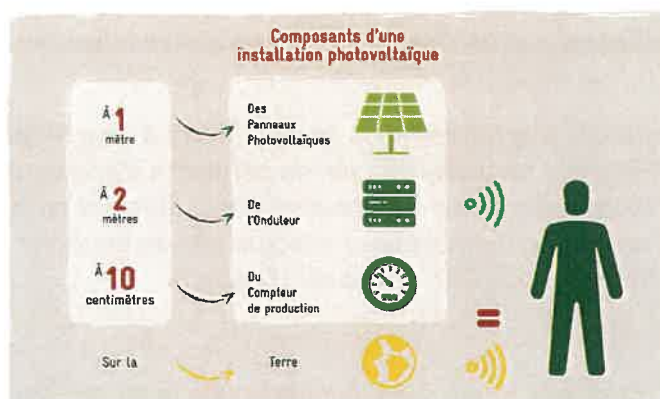 Composants d'une
installation photovoltaïque
À 1
mètre
Des
Panneaux
Photovoltaïques
À 2
mètres
De
l'Onduleur
À 10
centimètres
Du
Compteur
de production
=
Sur la
Terre